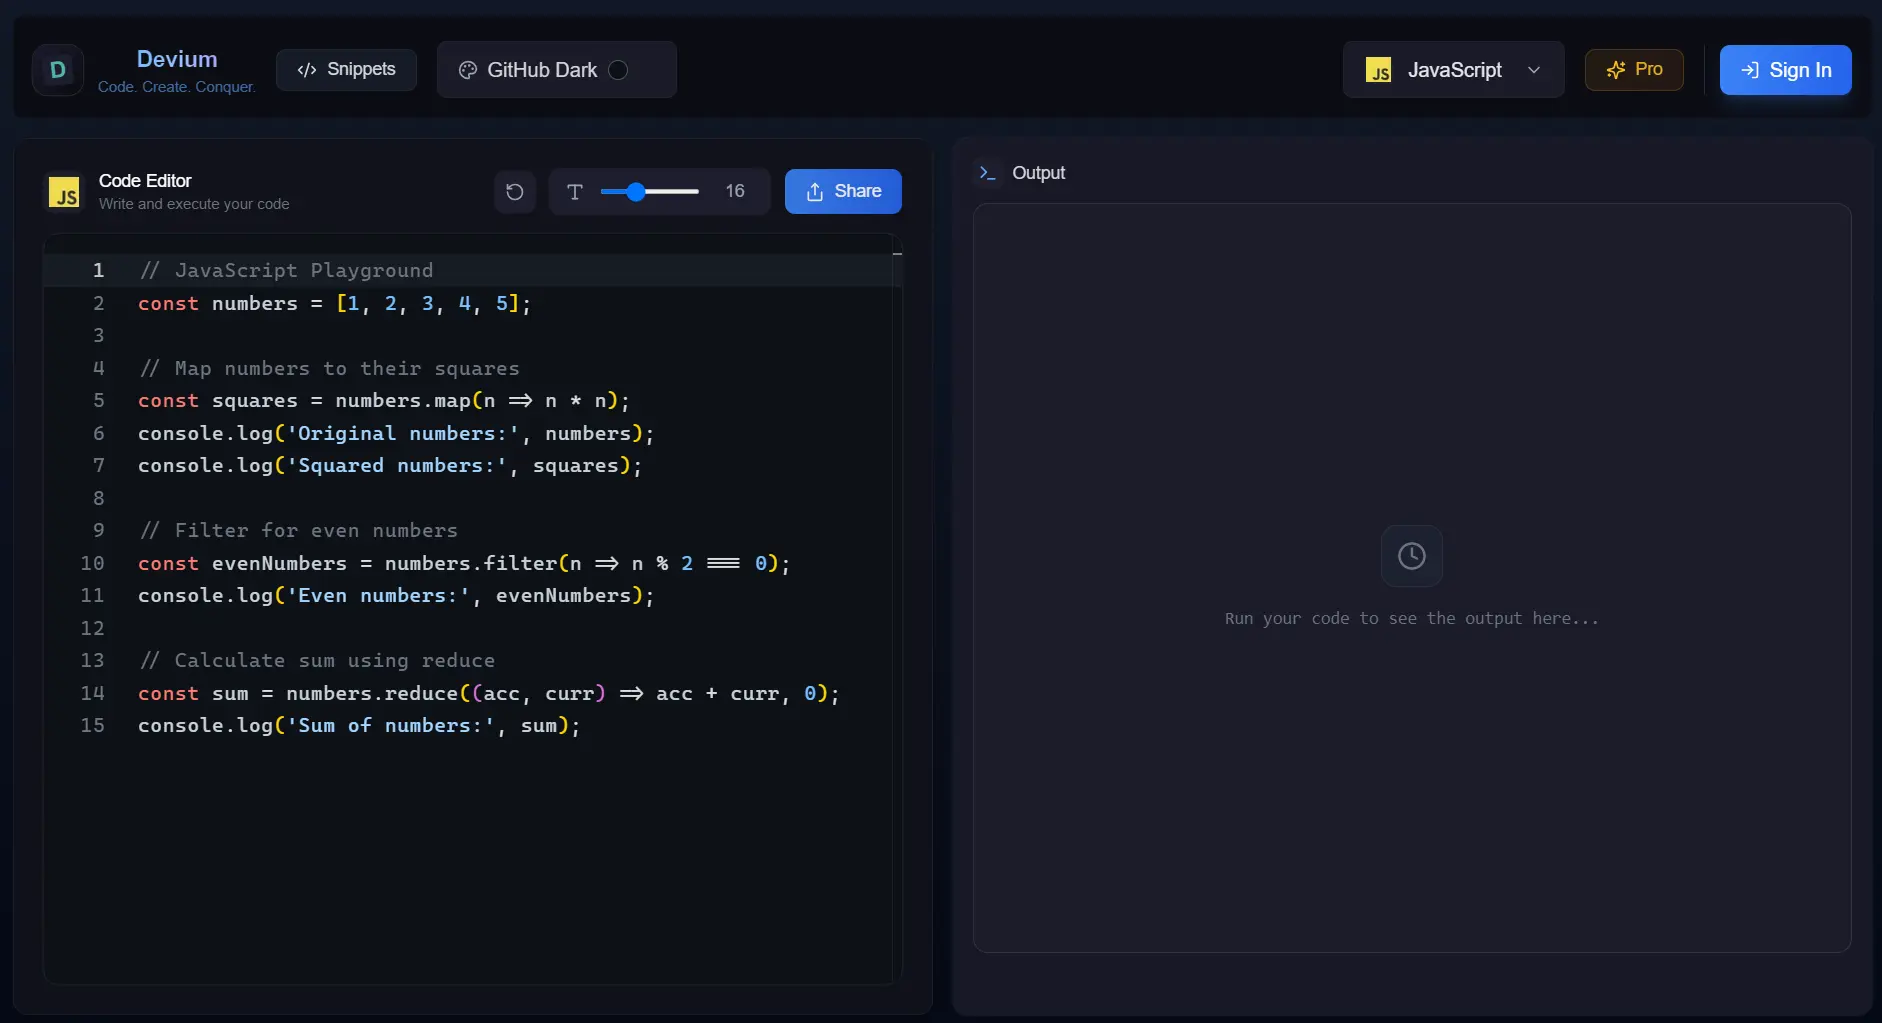 D
Devium
Code. Create. Conquer.
</> Snippets
GitHub Dark
JS JavaScript
Pro
Sign In
JS
Code Editor
Write and execute your code
T
16
Share
1 // JavaScript Playground
2 const numbers = [1, 2, 3, 4, 5];
3
4 // Map numbers to their squares
5 const squares = numbers.map(n => n * n);
6 console.log('Original numbers:', numbers);
7 console.log('Squared numbers:', squares);
8
9 // Filter for even numbers
10 const evenNumbers = numbers.filter(n => n % 2 === 0);
11 console.log('Even numbers:', evenNumbers);
12
13 // Calculate sum using reduce
14 const sum = numbers.reduce((acc, curr) => acc + curr, 0);
15 console.log('Sum of numbers:', sum);
Output
Run your code to see the output here...